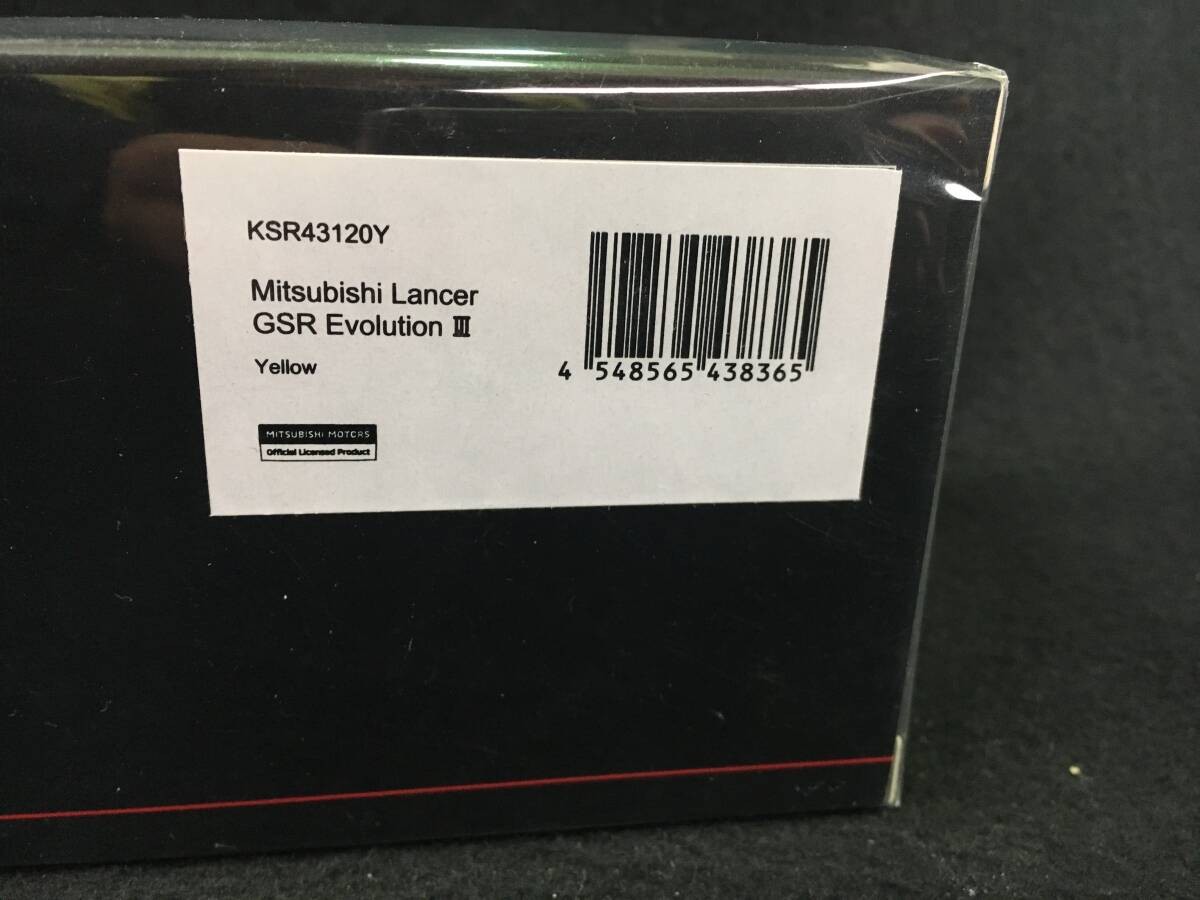 KSR43120Y
Mitsubishi Lancer
GSR Evolution Ⅲ
Yellow
4 548565 438365
MITSUBISHI MOTORS
Official Licensed Product